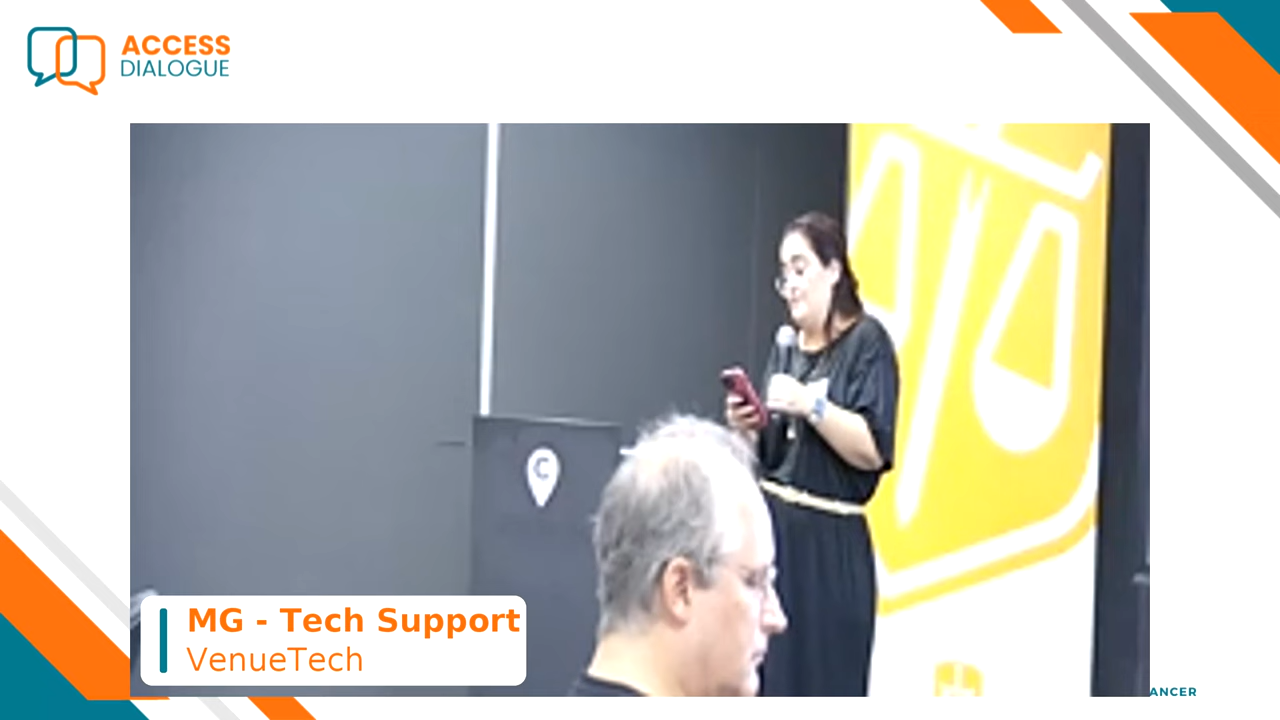 ACCESS
DIALOGUE
C
MG - Tech Support
VenueTech
ANCER